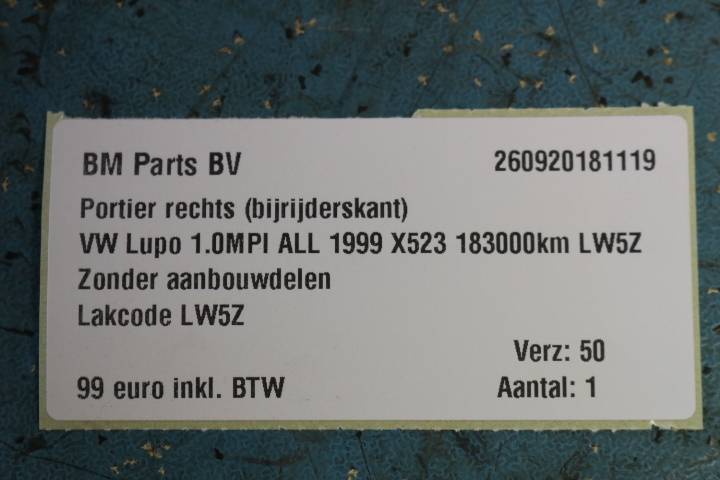 BM Parts BV 260920181119
Portier rechts (bijrijderskant)
VW Lupo 1.0MPI ALL 1999 X523 183000km LW5Z
Zonder aanbouwdelen
Lakcode LW5Z
Verz: 50
99 euro inkl. BTW Aantal: 1